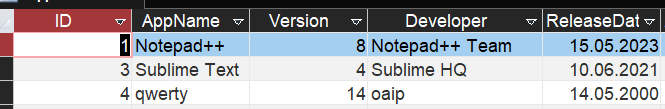 ID AppName Version Developer ReleaseDat
1 Notepad++ 8 Notepad++ Team 15.05.2023
3 Sublime Text 4 Sublime HQ 10.06.2021
4 qwerty 14 oaip 14.05.2000